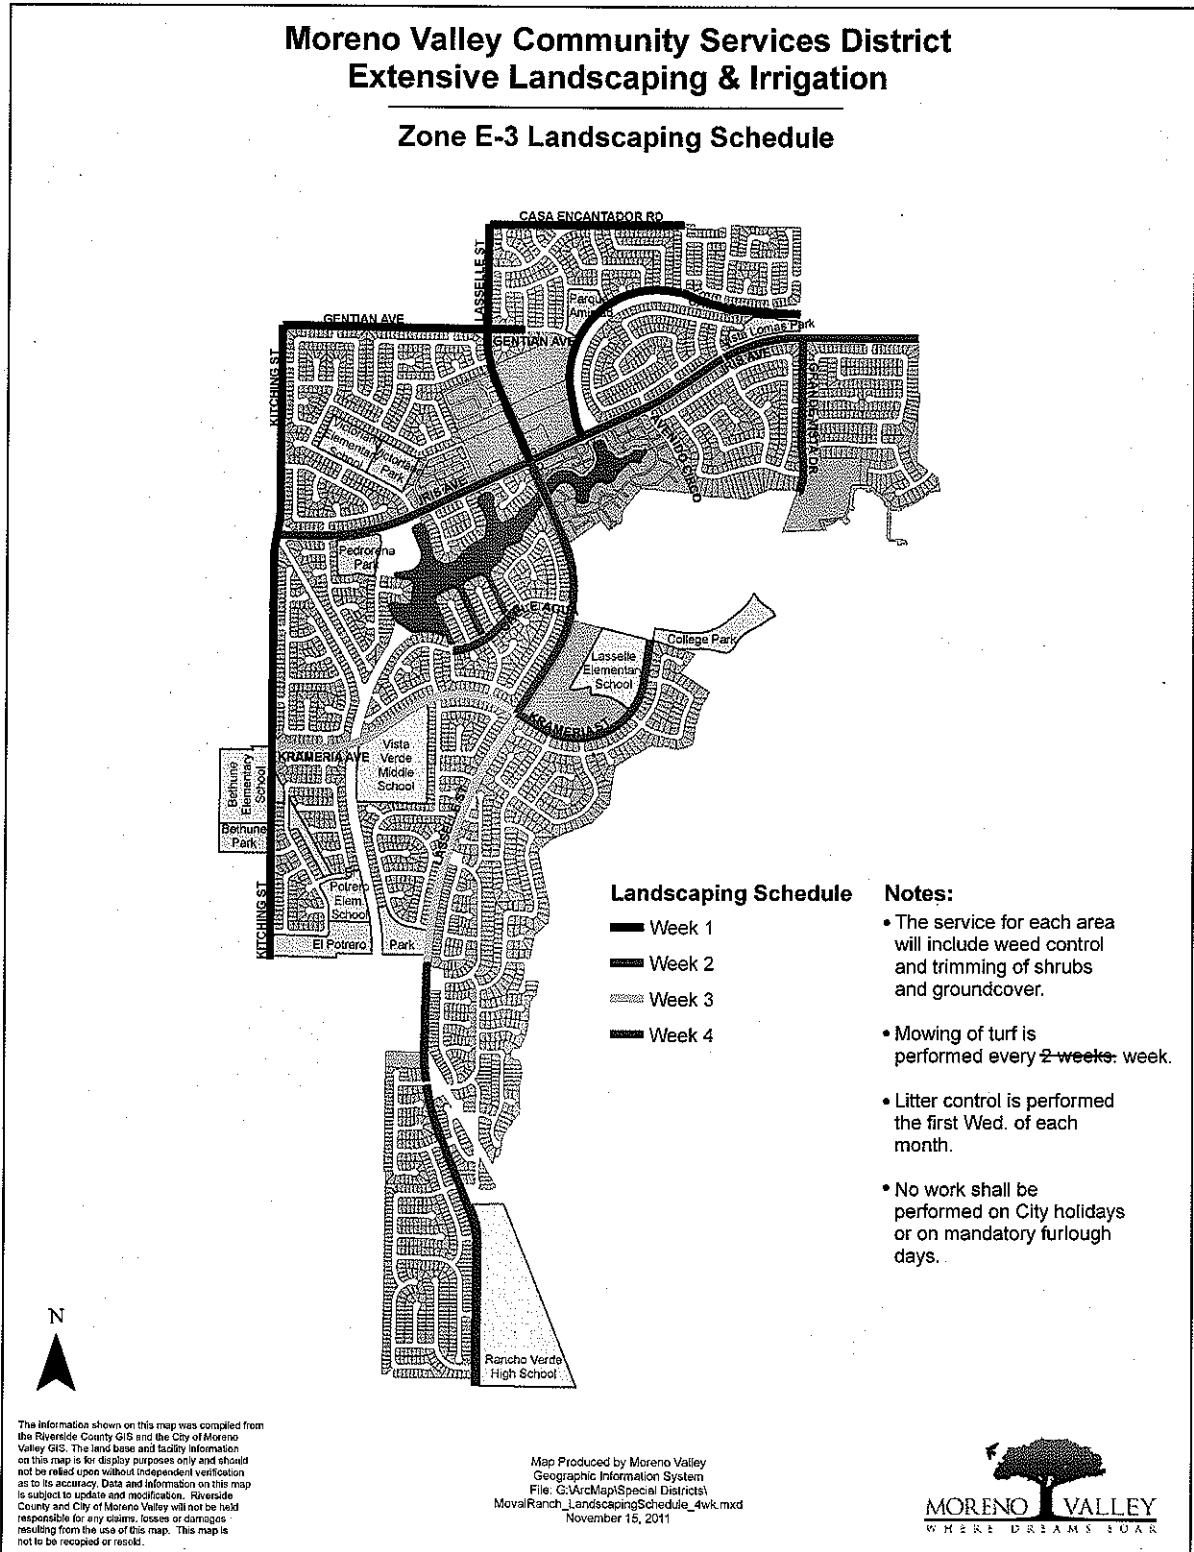 Moreno Valley Community Services District
Extensive Landscaping & Irrigation
Zone E-3 Landscaping Schedule
CASA ENCANTADOR RD
LASSELLE ST
Parque
GENTIAN AVE
GENTIAN AVE
Lomas Park
IRIS AVE
KITCHING ST
GRANDE VISTA DR
Victoriano
Elementary
School
Victoriano
Park
IRIS AVE
AVENIDO CIRCO
Pedrorena
Park
College Park
Lasselle
Elementary
School
KRAMERIA ST
KRAMERIA AVE
Vista
Verde
Middle
School
Bethune
Elementary
School
Bethune
Park
LASSELLE ST
El
Potrero
Elem.
School
KITCHING ST
El Potrero
Park
Landscaping Schedule
Week 1
Week 2
Week 3
Week 4
Notes:
• The service for each area
will include weed control
and trimming of shrubs
and groundcover.
• Mowing of turf is
performed every 2 weeks. week.
• Litter control is performed
the first Wed. of each
month.
• No work shall be
performed on City holidays
or on mandatory furlough
days.
Rancho Verde
High School
N
The information shown on this map was compiled from
the Riverside County GIS and the City of Moreno
Valley GIS. The land base and facility information
on this map is for display purposes only and should
not be relied upon without independent verification
as to its accuracy. Data and information on this map
is subject to update and modification. Riverside
County and City of Moreno Valley will not be held
responsible for any claims, losses or damages
resulting from the use of this map. This map is
not to be recopied or resold.
Map Produced by Moreno Valley
Geographic Information System
File: G:\ArcMap\Special Districts\
MovalRanch_LandscapingSchedule_4wk.mxd
November 15, 2011
MORENO VALLEY
WHERE DREAMS SOAR